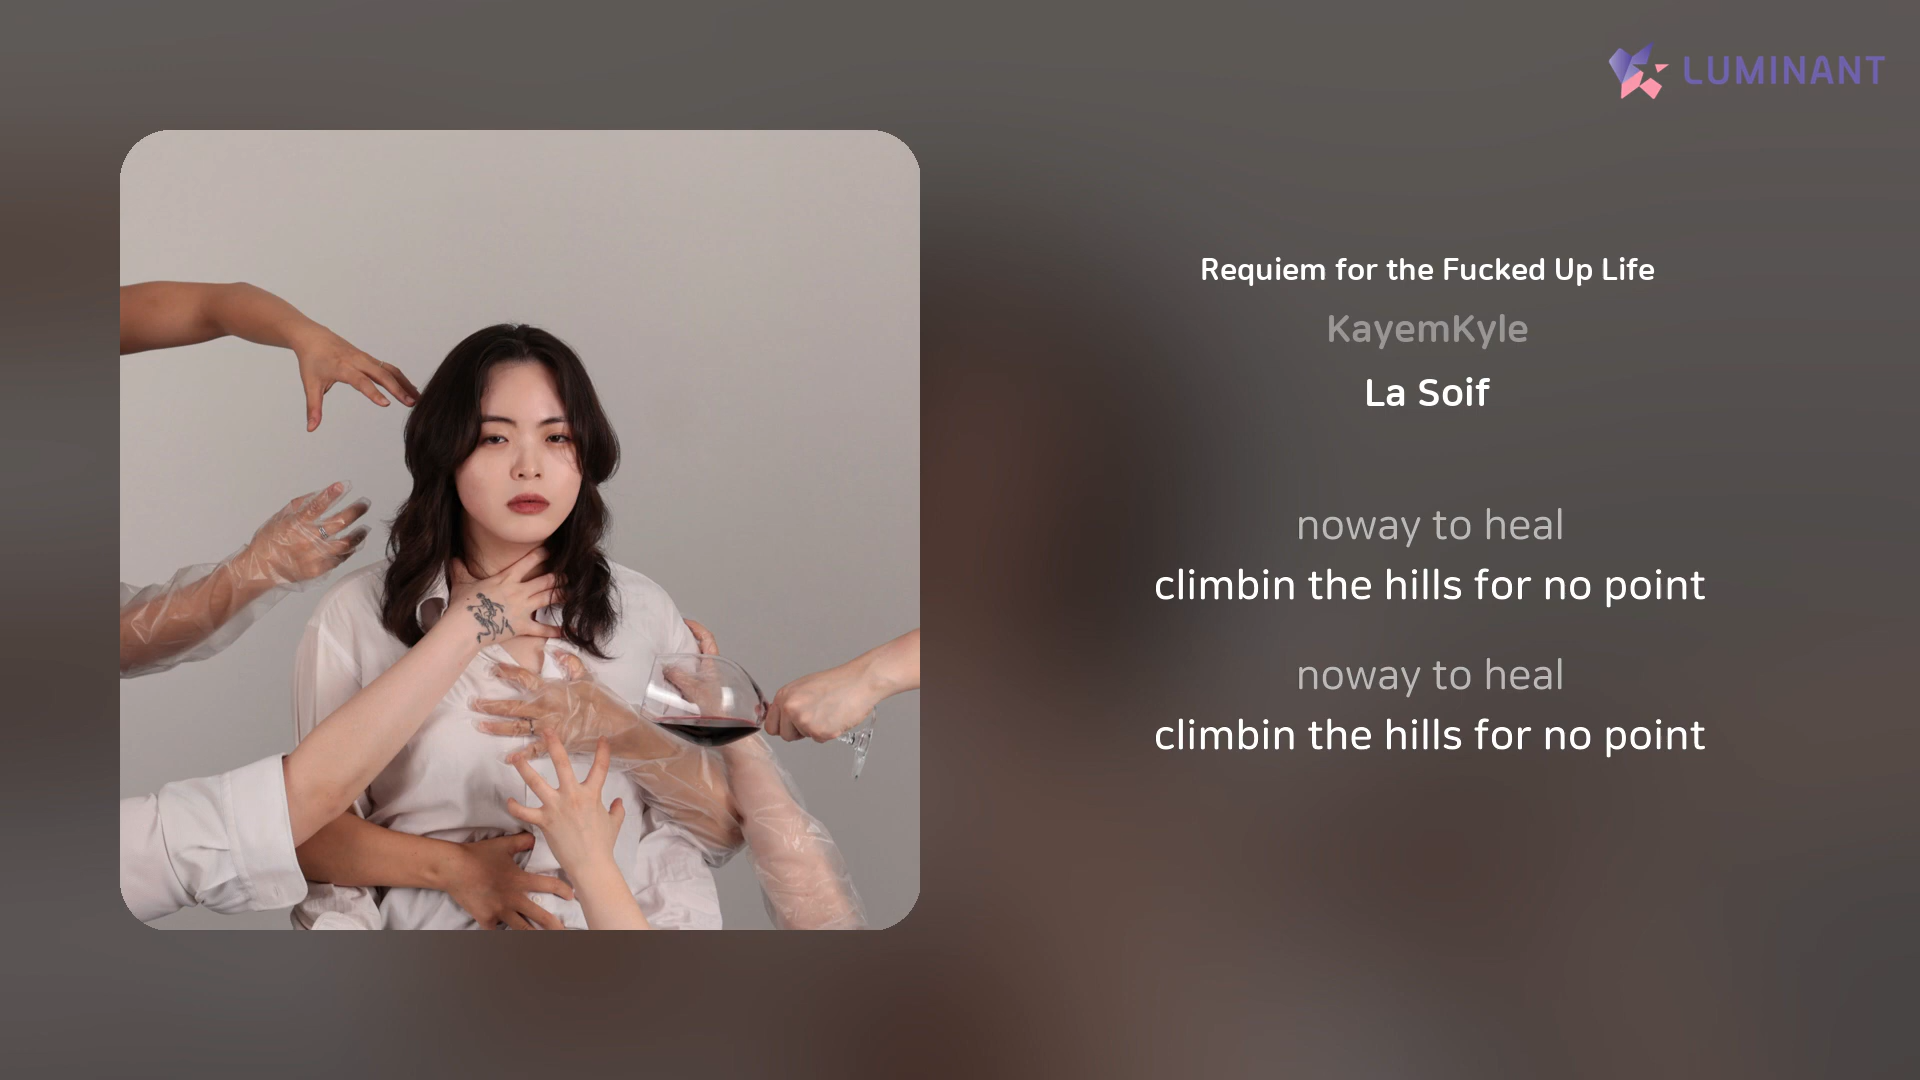 LUMINANT
Requiem for the Fucked Up Life
KayemKyle
La Soif
noway to heal
climbin the hills for no point
noway to heal
climbin the hills for no point